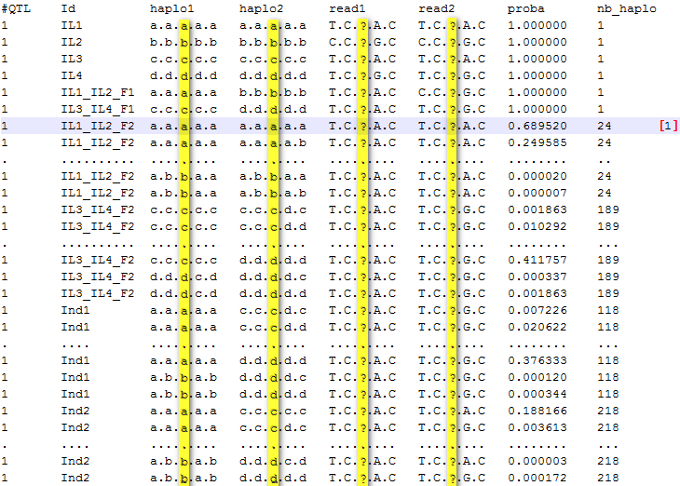 #QTL Id haplo1 haplo2 read1 read2 proba nb_haplo
1 IL1 a.a.a.a.a a.a.a.a.a T.C.?.A.C T.C.?.A.C 1.000000 1
1 IL2 b.b.b.b.b b.b.b.b.b C.C.?.G.C C.C.?.G.C 1.000000 1
1 IL3 c.c.c.c.c c.c.c.c.c T.C.?.A.C T.C.?.A.C 1.000000 1
1 IL4 d.d.d.d.d d.d.d.d.d T.C.?.G.C T.C.?.G.C 1.000000 1
1 IL1_IL2_F1 a.a.a.a.a b.b.b.b.b T.C.?.A.C C.C.?.G.C 1.000000 1
1 IL3_IL4_F1 c.c.c.c.c d.d.d.d.d T.C.?.A.C T.C.?.G.C 1.000000 1
1 IL1_IL2_F2 a.a.a.a.a a.a.a.a.a T.C.?.A.C T.C.?.A.C 0.689520 24 [1]
1 IL1_IL2_F2 a.a.a.a.a a.a.a.a.b T.C.?.A.C T.C.?.A.C 0.249585 24
. .......... ......... ......... ......... ......... ........ ..
1 IL1_IL2_F2 a.b.b.a.a a.b.b.a.b T.C.?.A.C T.C.?.A.C 0.000020 24
1 IL1_IL2_F2 a.b.b.a.b a.b.b.a.b T.C.?.A.C T.C.?.A.C 0.000007 24
1 IL3_IL4_F2 c.c.c.c.c c.c.c.d.c T.C.?.A.C T.C.?.G.C 0.001863 189
1 IL3_IL4_F2 c.c.c.c.c c.c.c.d.d T.C.?.A.C T.C.?.G.C 0.010292 189
. .......... ......... ......... ......... ......... ........ ...
1 IL3_IL4_F2 c.c.c.c.c d.d.d.d.d T.C.?.A.C T.C.?.G.C 0.411757 189
1 IL3_IL4_F2 d.d.d.c.d d.d.d.d.c T.C.?.A.C T.C.?.G.C 0.000337 189
1 IL3_IL4_F2 d.d.d.c.d d.d.d.d.d T.C.?.A.C T.C.?.G.C 0.001863 189
1 Ind1 a.a.a.a.a c.c.c.d.c T.C.?.A.C T.C.?.G.C 0.007226 118
1 Ind1 a.a.a.a.a c.c.c.d.d T.C.?.A.C T.C.?.G.C 0.020622 118
. .... ......... ......... ......... ......... ........ ...
1 Ind1 a.a.a.a.a d.d.d.d.d T.C.?.A.C T.C.?.G.C 0.376333 118
1 Ind1 a.b.b.a.b d.d.d.d.c T.C.?.A.C T.C.?.G.C 0.000120 118
1 Ind1 a.b.b.a.b d.d.d.d.d T.C.?.A.C T.C.?.G.C 0.000344 118
1 Ind2 a.a.a.a.a c.c.c.c.c T.C.?.A.C T.C.?.A.C 0.188166 218
1 Ind2 a.a.a.a.a c.c.c.d.c T.C.?.A.C T.C.?.G.C 0.003613 218
. .... ......... ......... ......... ......... ........ ...
1 Ind2 a.b.b.a.b d.d.d.c.d T.C.?.A.C T.C.?.A.C 0.000003 218
1 Ind2 a.b.b.a.b d.d.d.d.c T.C.?.A.C T.C.?.G.C 0.000172 218